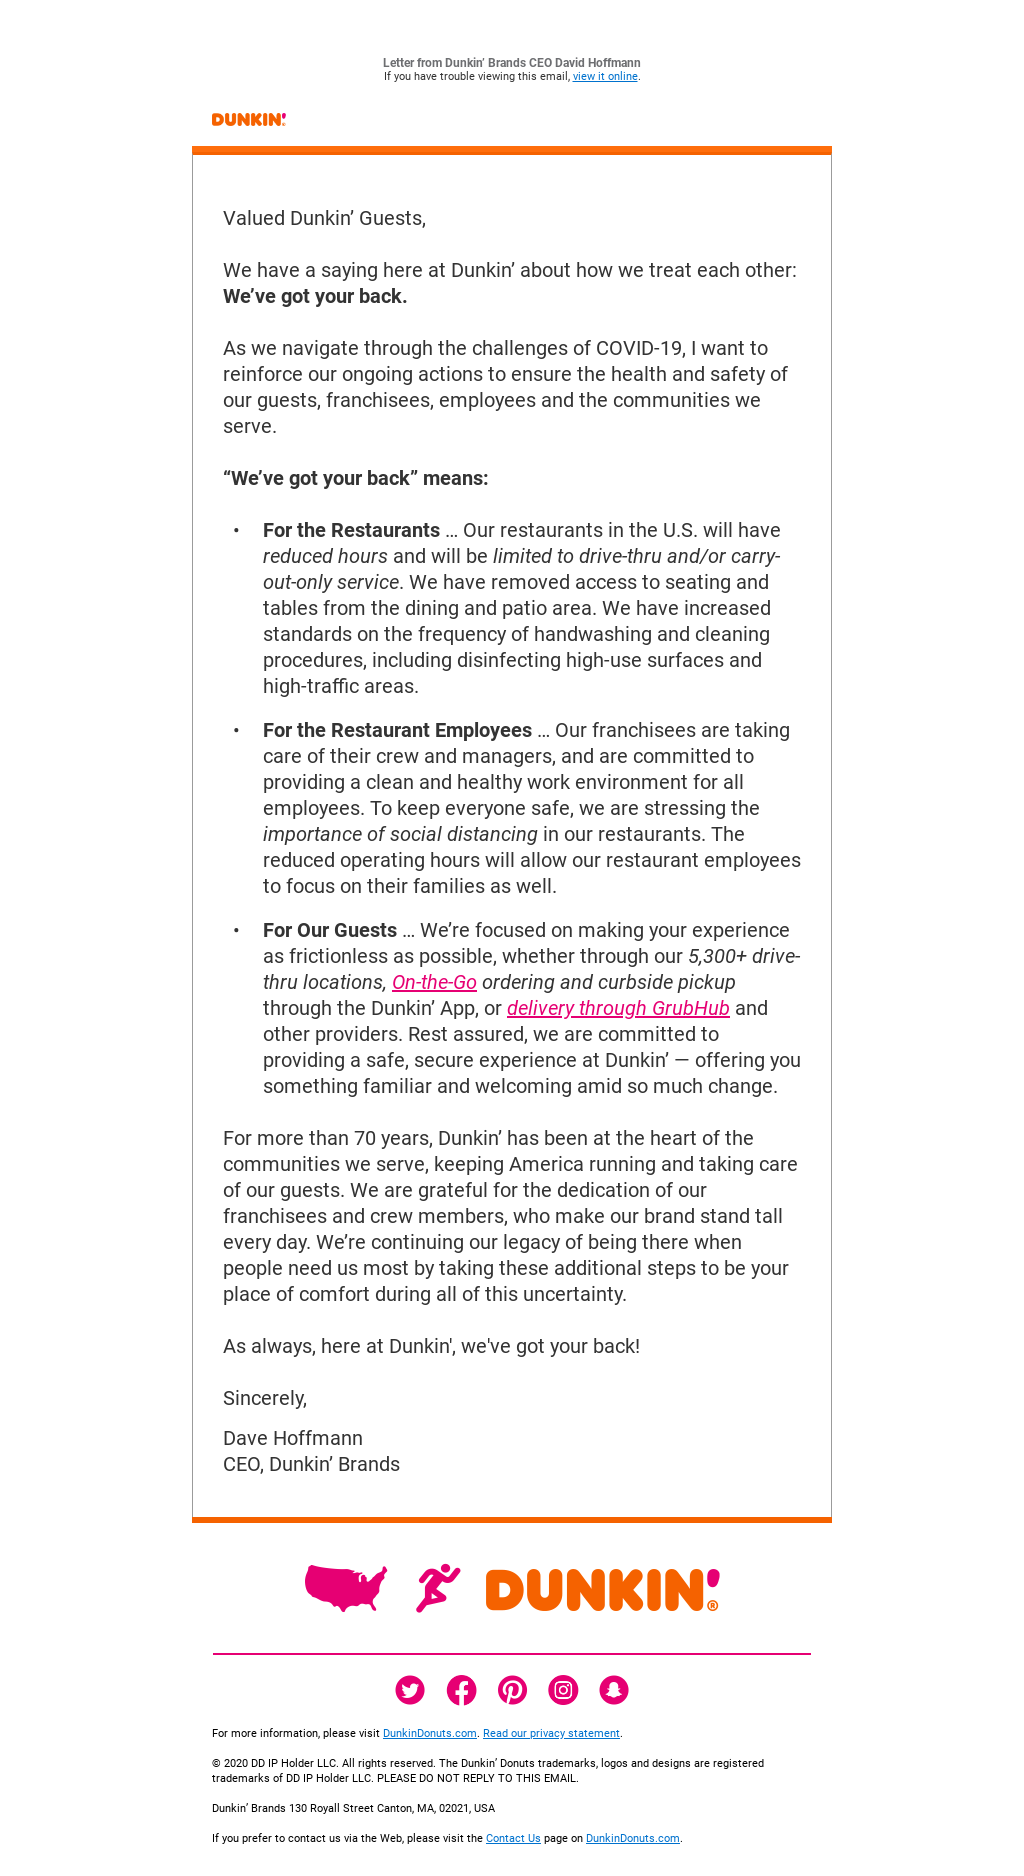 Letter from Dunkin’ Brands CEO David Hoffmann
If you have trouble viewing this email, view it online.
DUNKIN’
Valued Dunkin’ Guests,
We have a saying here at Dunkin’ about how we treat each other:
We’ve got your back.
As we navigate through the challenges of COVID-19, I want to
reinforce our ongoing actions to ensure the health and safety of
our guests, franchisees, employees and the communities we
serve.
“We’ve got your back” means:
• For the Restaurants … Our restaurants in the U.S. will have
reduced hours and will be limited to drive-thru and/or carry-
out-only service. We have removed access to seating and
tables from the dining and patio area. We have increased
standards on the frequency of handwashing and cleaning
procedures, including disinfecting high-use surfaces and
high-traffic areas.
• For the Restaurant Employees … Our franchisees are taking
care of their crew and managers, and are committed to
providing a clean and healthy work environment for all
employees. To keep everyone safe, we are stressing the
importance of social distancing in our restaurants. The
reduced operating hours will allow our restaurant employees
to focus on their families as well.
• For Our Guests … We’re focused on making your experience
as frictionless as possible, whether through our 5,300+ drive-
thru locations, On-the-Go ordering and curbside pickup
through the Dunkin’ App, or delivery through GrubHub and
other providers. Rest assured, we are committed to
providing a safe, secure experience at Dunkin’ — offering you
something familiar and welcoming amid so much change.
For more than 70 years, Dunkin’ has been at the heart of the
communities we serve, keeping America running and taking care
of our guests. We are grateful for the dedication of our
franchisees and crew members, who make our brand stand tall
every day. We’re continuing our legacy of being there when
people need us most by taking these additional steps to be your
place of comfort during all of this uncertainty.
As always, here at Dunkin', we've got your back!
Sincerely,
Dave Hoffmann
CEO, Dunkin’ Brands
DUNKIN’®
For more information, please visit DunkinDonuts.com. Read our privacy statement.
© 2020 DD IP Holder LLC. All rights reserved. The Dunkin’ Donuts trademarks, logos and designs are registered
trademarks of DD IP Holder LLC. PLEASE DO NOT REPLY TO THIS EMAIL.
Dunkin’ Brands 130 Royall Street Canton, MA, 02021, USA
If you prefer to contact us via the Web, please visit the Contact Us page on DunkinDonuts.com.